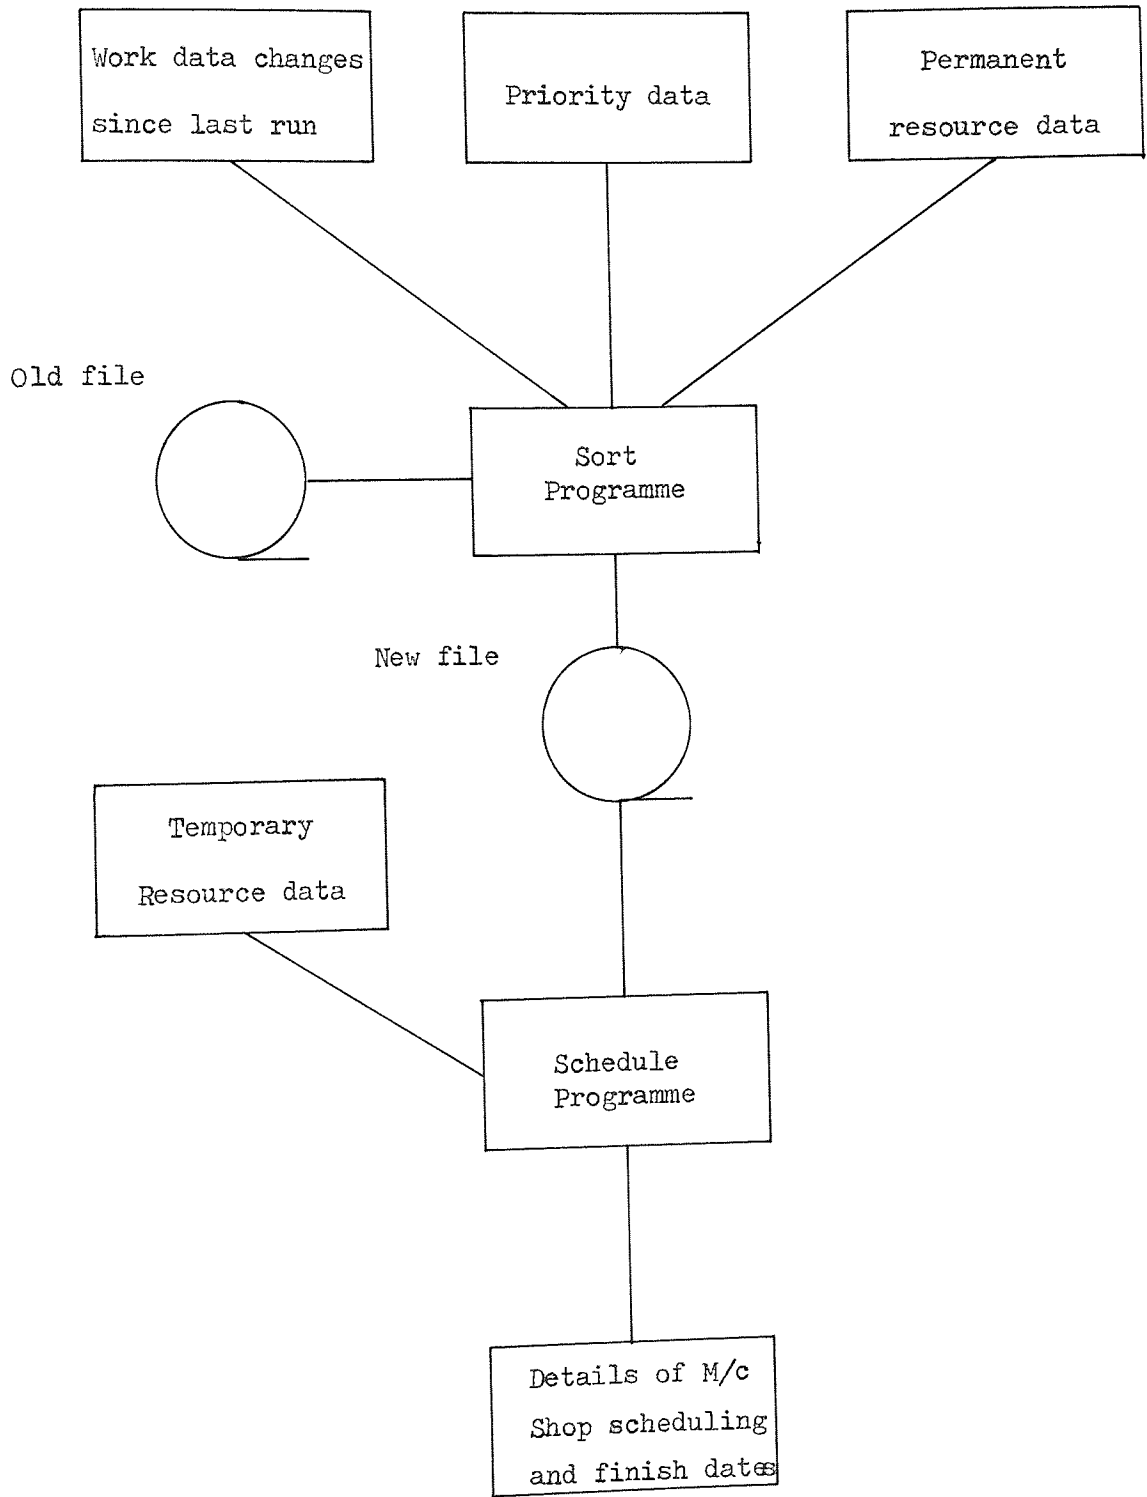 Work data changes
since last run
Priority data
Permanent
resource data
Old file
Sort
Programme
New file
Temporary
Resource data
Schedule
Programme
Details of M/c
Shop scheduling
and finish dates